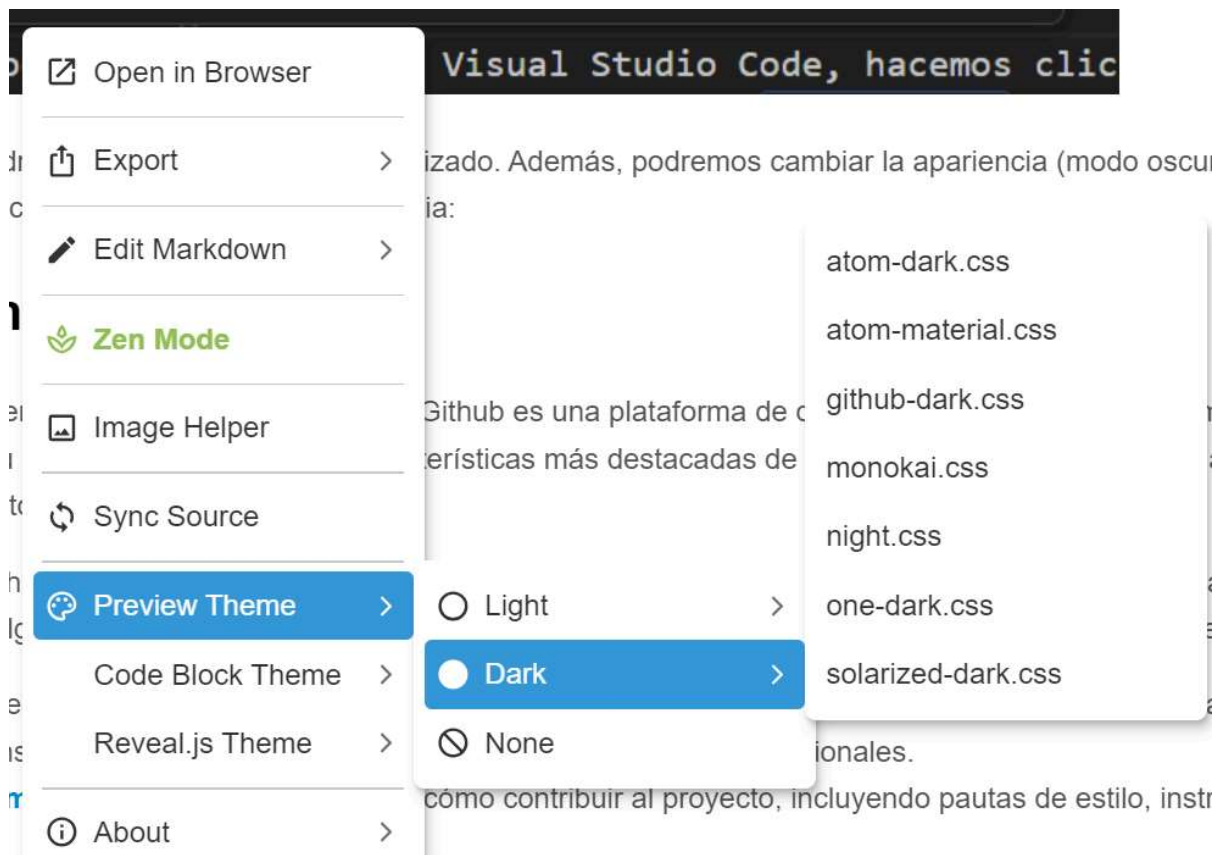 Visual Studio Code, hacemos clic
Open in Browser
Export
izado. Además, podremos cambiar la apariencia (modo oscur
ia:
Edit Markdown
Zen Mode
Github es una plataforma de
Image Helper
erísticas más destacadas de
Sync Source
Preview Theme
Code Block Theme
Reveal.js Theme
About
Light
Dark
None
atom-dark.css
atom-material.css
github-dark.css
monokai.css
night.css
one-dark.css
solarized-dark.css
ionales.
cómo contribuir al proyecto, incluyendo pautas de estilo, instr